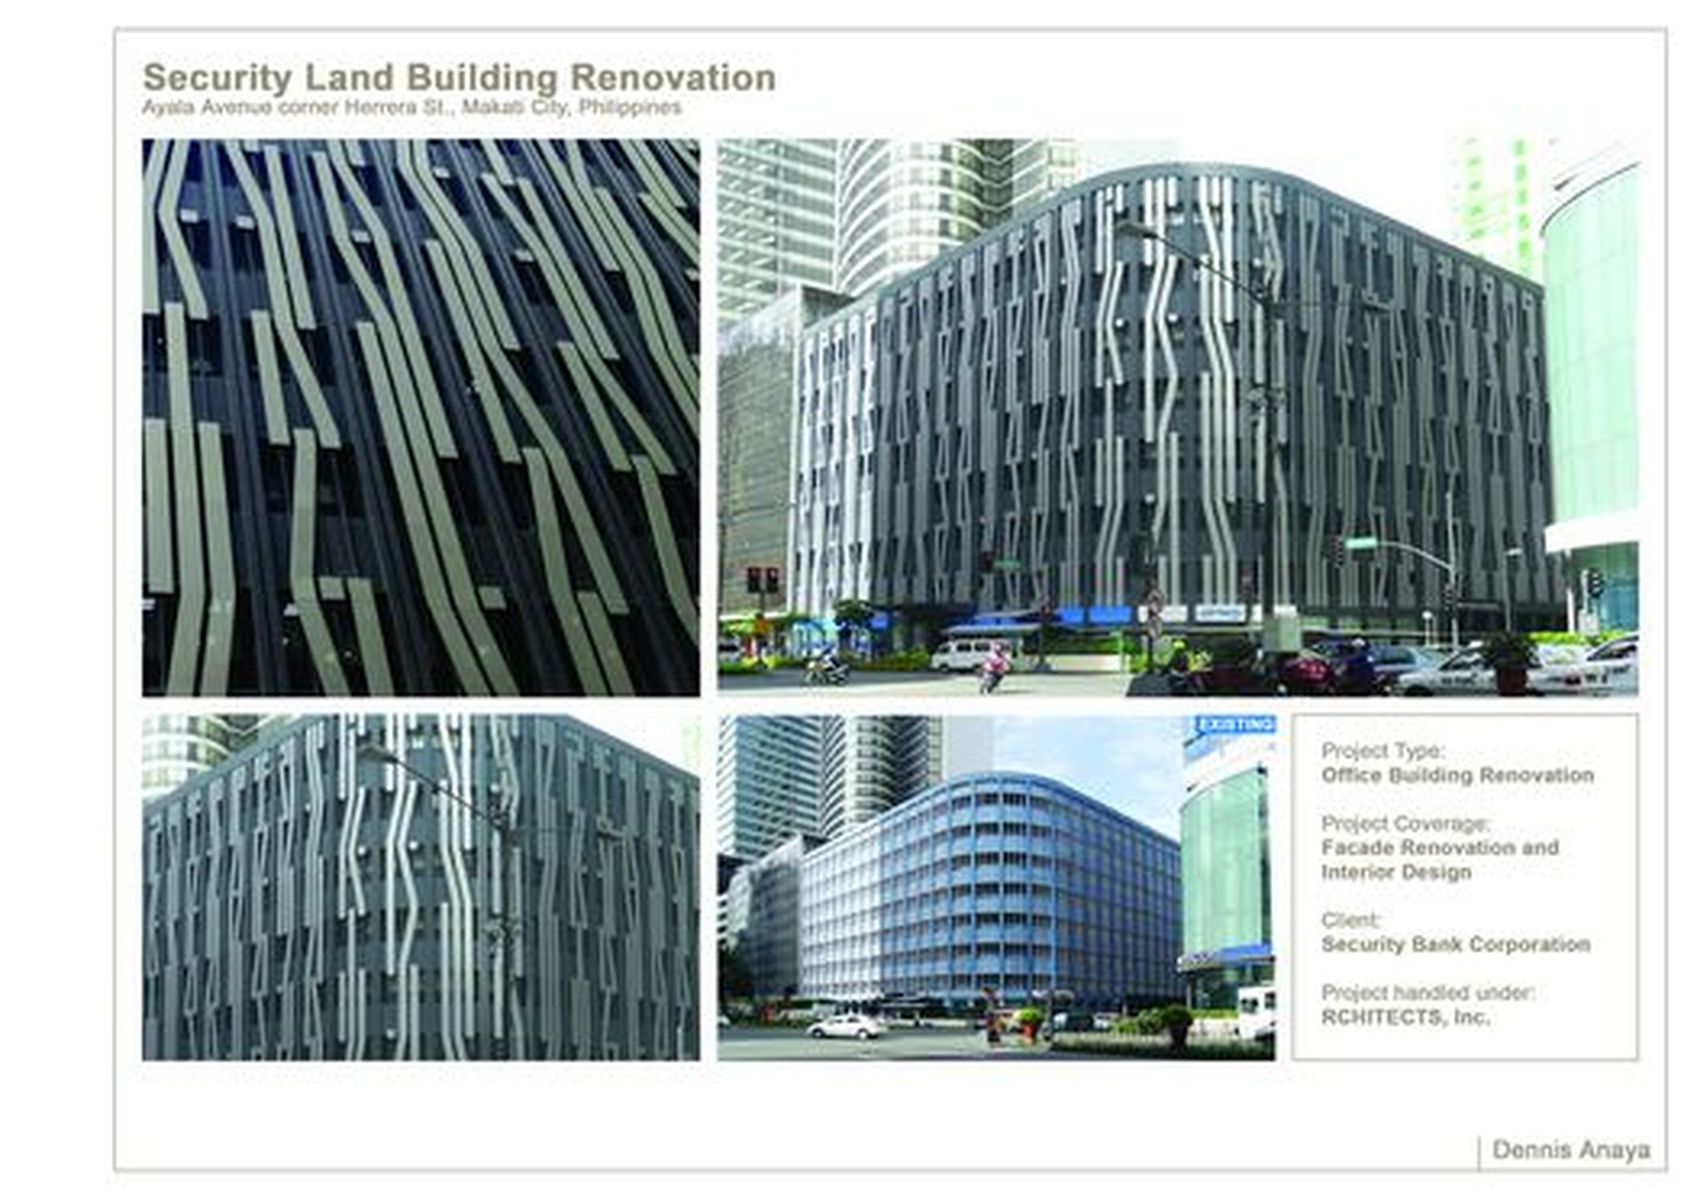 Security Land Building Renovation
Ayala Avenue corner Herrera St., Makati City, Philippines
EXISTING
Project Type:
Office Building Renovation
Project Coverage:
Facade Renovation and
Interior Design
Client:
Security Bank Corporation
Project handled under:
RCHITECTS, Inc.
Dennis Anaya